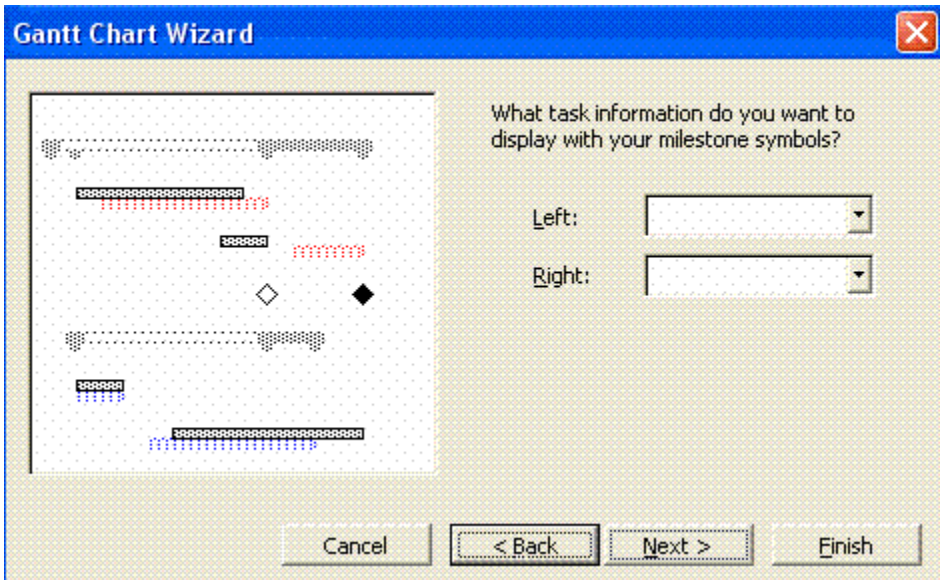 Gantt Chart Wizard
What task information do you want to
display with your milestone symbols?
Left:
Right:
Cancel
< Back
Next >
Finish